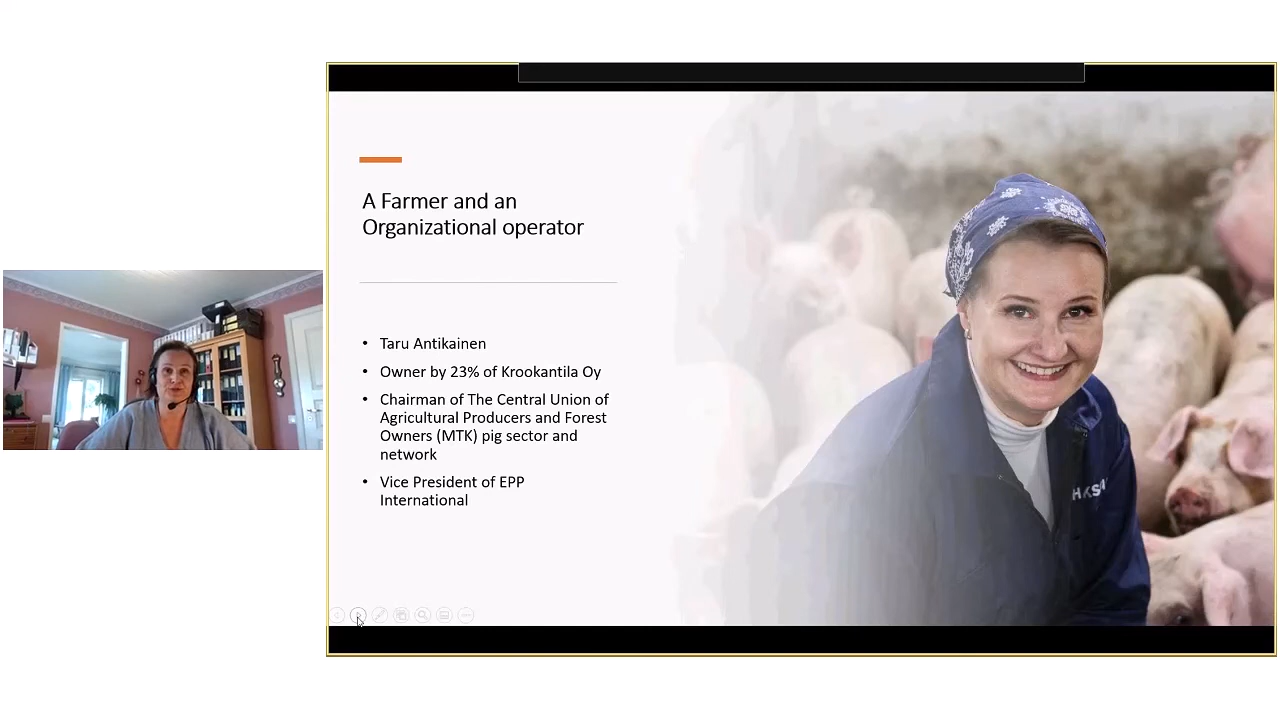 A Farmer and an
Organizational operator
• Taru Antikainen
• Owner by 23% of Krookantila Oy
• Chairman of The Central Union of
Agricultural Producers and Forest
Owners (MTK) pig sector and
network
• Vice President of EPP
International